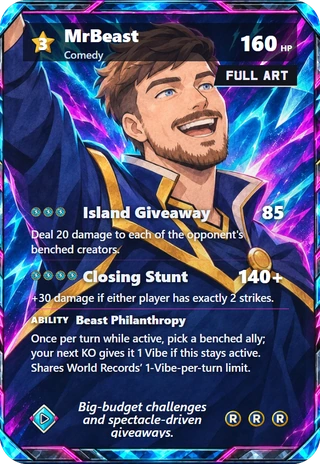 3 MrBeast 160 HP
Comedy
FULL ART
$ $ $ Island Giveaway 85
Deal 20 damage to each of the opponent's
benched creators.
$ $ $ $ Closing Stunt 140+
+30 damage if either player has exactly 2 strikes.
ABILITY Beast Philanthropy
Once per turn while active, pick a benched ally;
your next KO gives it 1 Vibe if this stays active.
Shares World Records' 1-Vibe-per-turn limit.
Big-budget challenges
and spectacle-driven
giveaways.
R R R